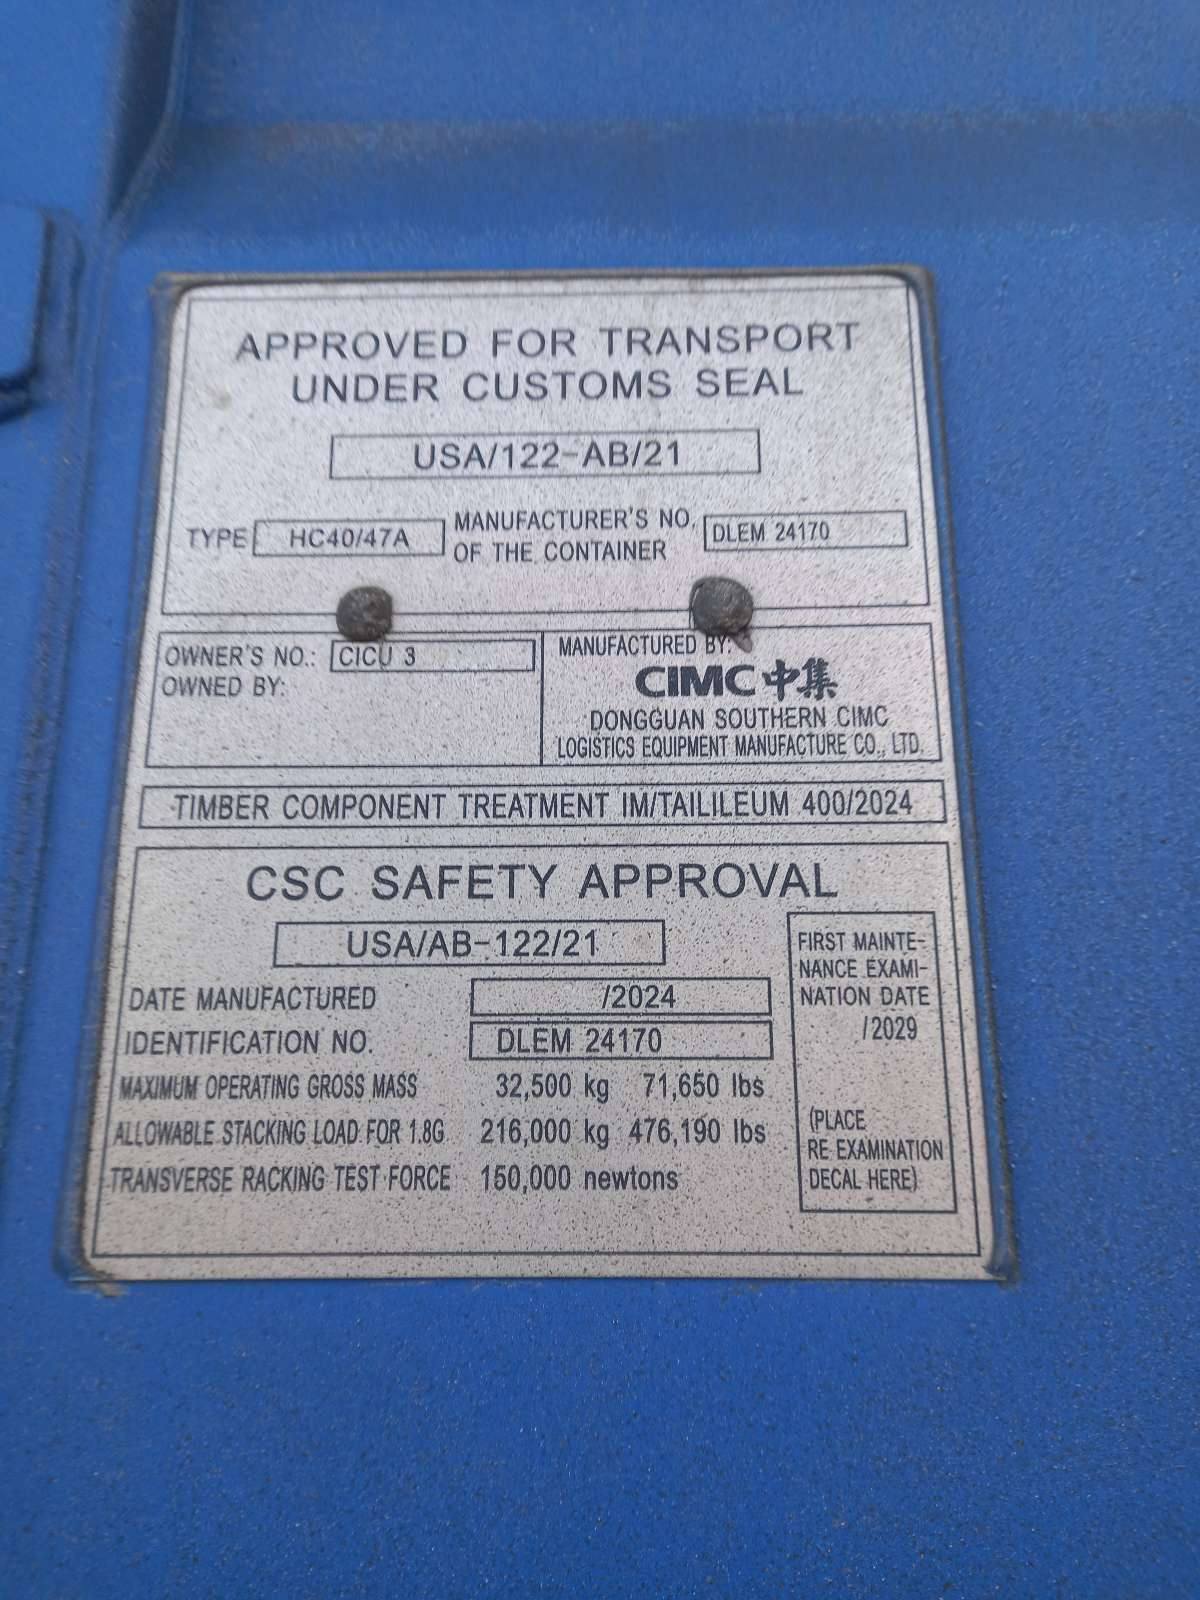 APPROVED FOR TRANSPORT
UNDER CUSTOMS SEAL
USA/122-AB/21
TYPE HC40/47A
MANUFACTURER'S NO.
OF THE CONTAINER
DLEM 24170
OWNER'S NO.: CICU 3
OWNED BY:
MANUFACTURED BY:
CIMC 中集
DONGGUAN SOUTHERN CIMC
LOGISTICS EQUIPMENT MANUFACTURE CO., LTD.
TIMBER COMPONENT TREATMENT IM/TAILILEUM 400/2024
CSC SAFETY APPROVAL
USA/AB-122/21
DATE MANUFACTURED /2024
IDENTIFICATION NO. DLEM 24170
MAXIMUM OPERATING GROSS MASS 32,500 kg 71,650 lbs
ALLOWABLE STACKING LOAD FOR 1.8G 216,000 kg 476,190 lbs
TRANSVERSE RACKING TEST FORCE 150,000 newtons
FIRST MAINTE-
NANCE EXAMI-
NATION DATE
/2029
(PLACE
RE EXAMINATION
DECAL HERE)